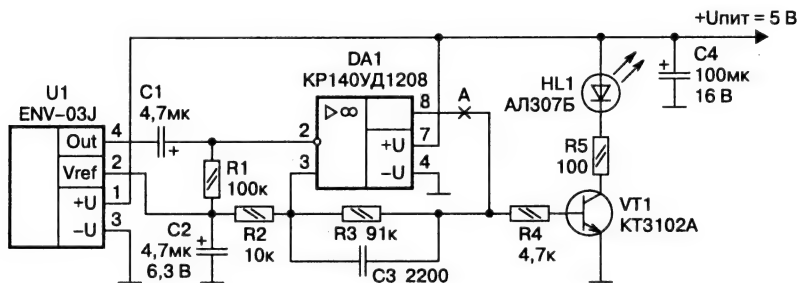 +Uпит = 5 В
DA1
КР140УД1208
U1
ENV-03J
C1
4,7мк
+
Out
4
Vref
2
+U
1
-U
3
R1
100к
C2
4,7мк
6,3 В
+
R2
10к
▷∞
2
3
8
+U
7
-U
4
A
R3 91к
C3 2200
R4
4,7к
HL1
АЛ307Б
R5
100
VT1
КТ3102А
+
C4
100мк
16 В